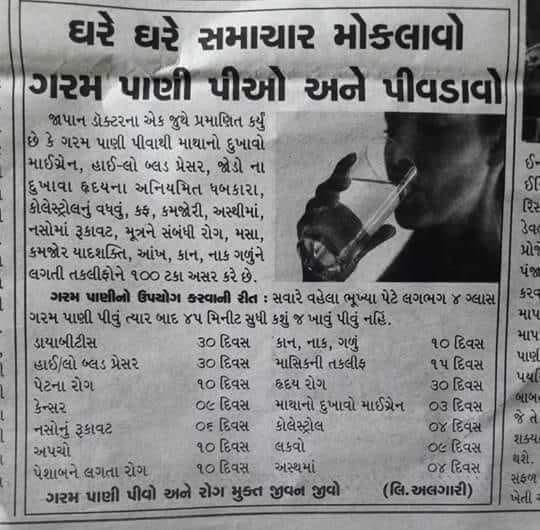 ઘરે ઘરે સમાચાર મોકલાવો
ગરમ પાણી પીઓ અને પીવડાવો
જાપાન ડૉક્ટરના એક જુથે પ્રમાણિત કર્યું
છે કે ગરમ પાણી પીવાથી માથાનો દુખાવો
માઈગ્રેન, હાઈ-લો બ્લડ પ્રેસર, જોડો ના
દુખાવા હૃદયના અનિયમિત ધબકારા,
કોલેસ્ટ્રોલનું વધવું, કફ, કમજોરી, અસ્થીમાં,
નસોમાં રૂકાવટ, મૂત્રને સંબંધી રોગ, મસા,
કમજોર યાદશક્તિ, આંખ, કાન, નાક ગળુંને
લગતી તકલીફોને ૧૦૦ ટકા અસર કરે છે.
ગરમ પાણીનો ઉપયોગ કરવાની રીત : સવારે વહેલા ભૂખ્યા પેટે લગભગ ૪ ગ્લાસ
ગરમ પાણી પીવું ત્યાર બાદ ૪૫ મિનીટ સુધી કશું જ ખાવું પીવું નહિં.
ડાયાબીટીસ ૩૦ દિવસ કાન, નાક, ગળું ૧૦ દિવસ
હાઈ/લો બ્લડ પ્રેસર ૩૦ દિવસ માસિકની તકલીફ ૧૫ દિવસ
પેટના રોગ ૧૦ દિવસ હૃદય રોગ ૩૦ દિવસ
કેન્સર ૦૯ દિવસ માથાનો દુખાવો માઈગ્રેન ૦૩ દિવસ
નસોનું રૂકાવટ ૦૬ દિવસ કોલેસ્ટ્રોલ ૦૪ દિવસ
અપચો ૧૦ દિવસ લકવો ૦૯ દિવસ
પેશાબને લગતા રોગ ૧૦ દિવસ અસ્થમાં ૦૪ દિવસ
ગરમ પાણી પીવો અને રોગ મુક્ત જીવન જીવો (લિ.અલગારી)